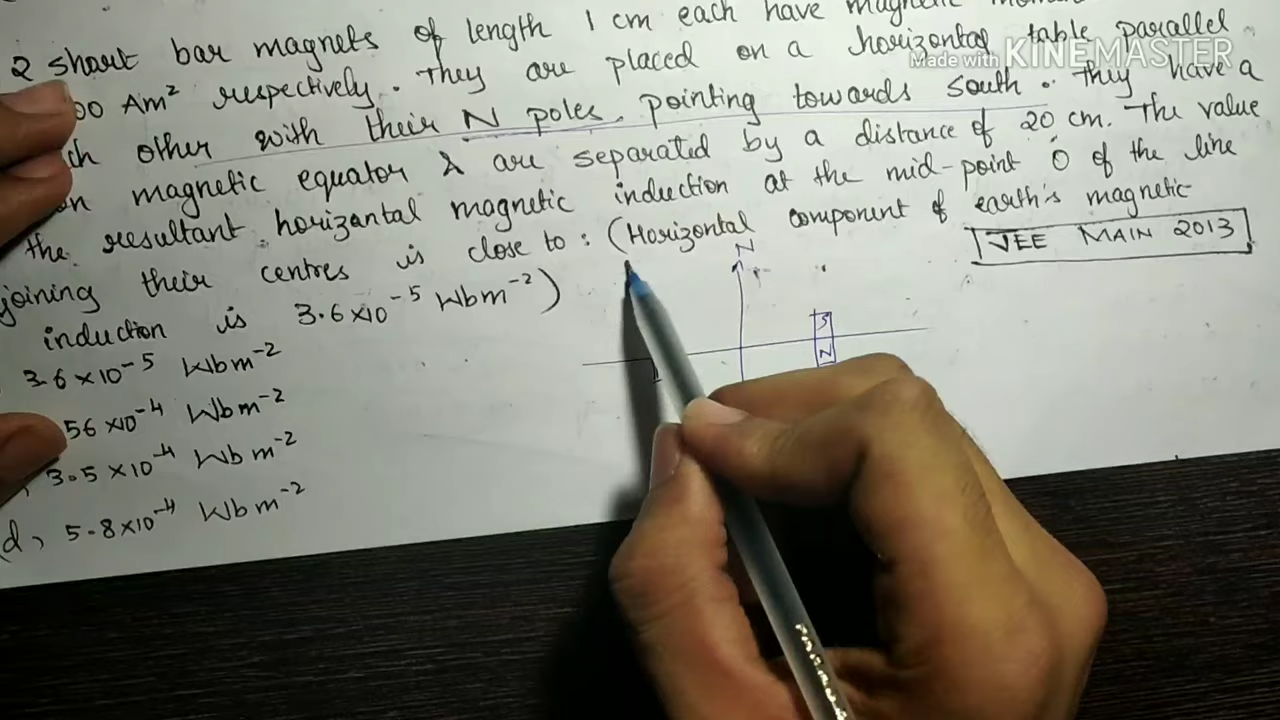 2 short bar magnets of length 1 cm each have magnetic
00 Am² respectively. They are placed on a horizontal table parallel
ch other with their N poles pointing towards south. They have a
on magnetic equator & are separated by a distance of 20 cm. The value
the resultant horizantal magnetic induction at the mid-point O of the line
joining their centres is close to: (Horizontal component of earth's magnetic
induction is 3.6×10⁻⁵ Wbm⁻²)
JEE MAIN 2013
3.6×10⁻⁵ Wbm⁻²
56×10⁻⁴ Wbm⁻²
3.5×10⁻⁴ Wbm⁻²
(d, 5.8×10⁻⁴ Wbm⁻²
N
S
N
Made with KINEMASTER